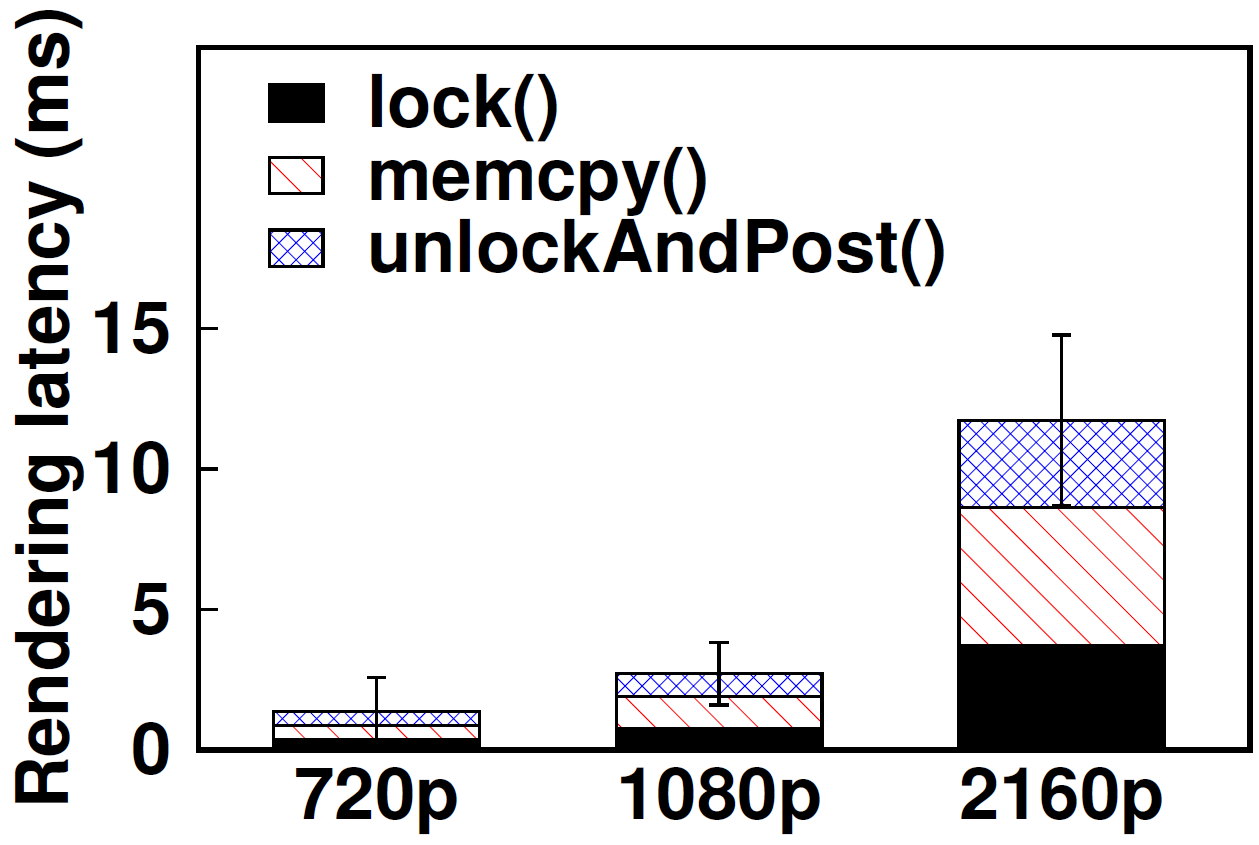 Rendering latency (ms)
lock()
memcpy()
unlockAndPost()
15
10
5
0
720p
1080p
2160p